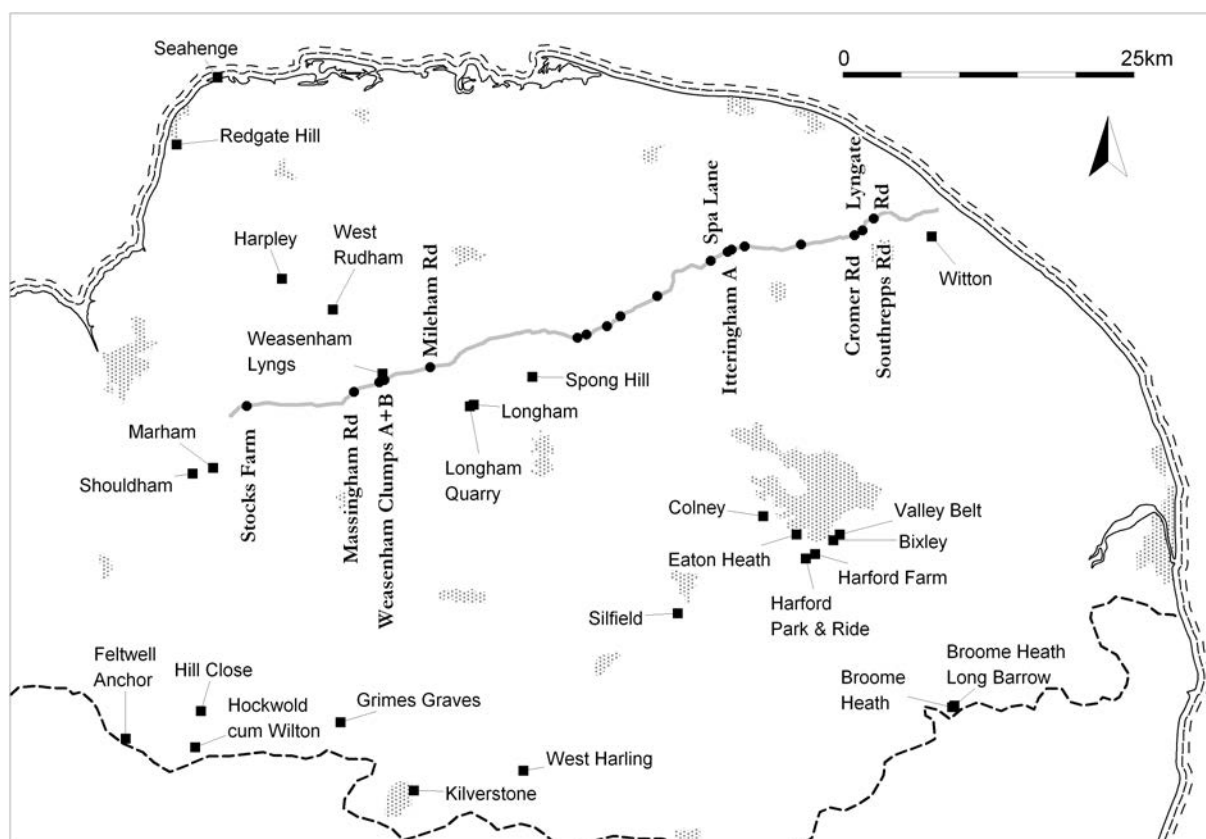 Seahenge
0
25km
Redgate Hill
Lyngate
Rd
Spa Lane
Harpley
West
Rudham
Mileham Rd
Witton
Itteringham A
Cromer Rd
Southrepps Rd
Weasenham
Lyngs
Spong Hill
Longham
Marham
Longham
Quarry
Shouldham
Stocks Farm
Massingham Rd
Weasenham Clumps A+B
Colney
Valley Belt
Eaton Heath
Bixley
Harford Farm
Harford
Park & Ride
Silfield
Feltwell
Anchor
Hill Close
Hockwold
cum Wilton
Grimes Graves
Broome
Heath
Broome Heath
Long Barrow
West Harling
Kilverstone